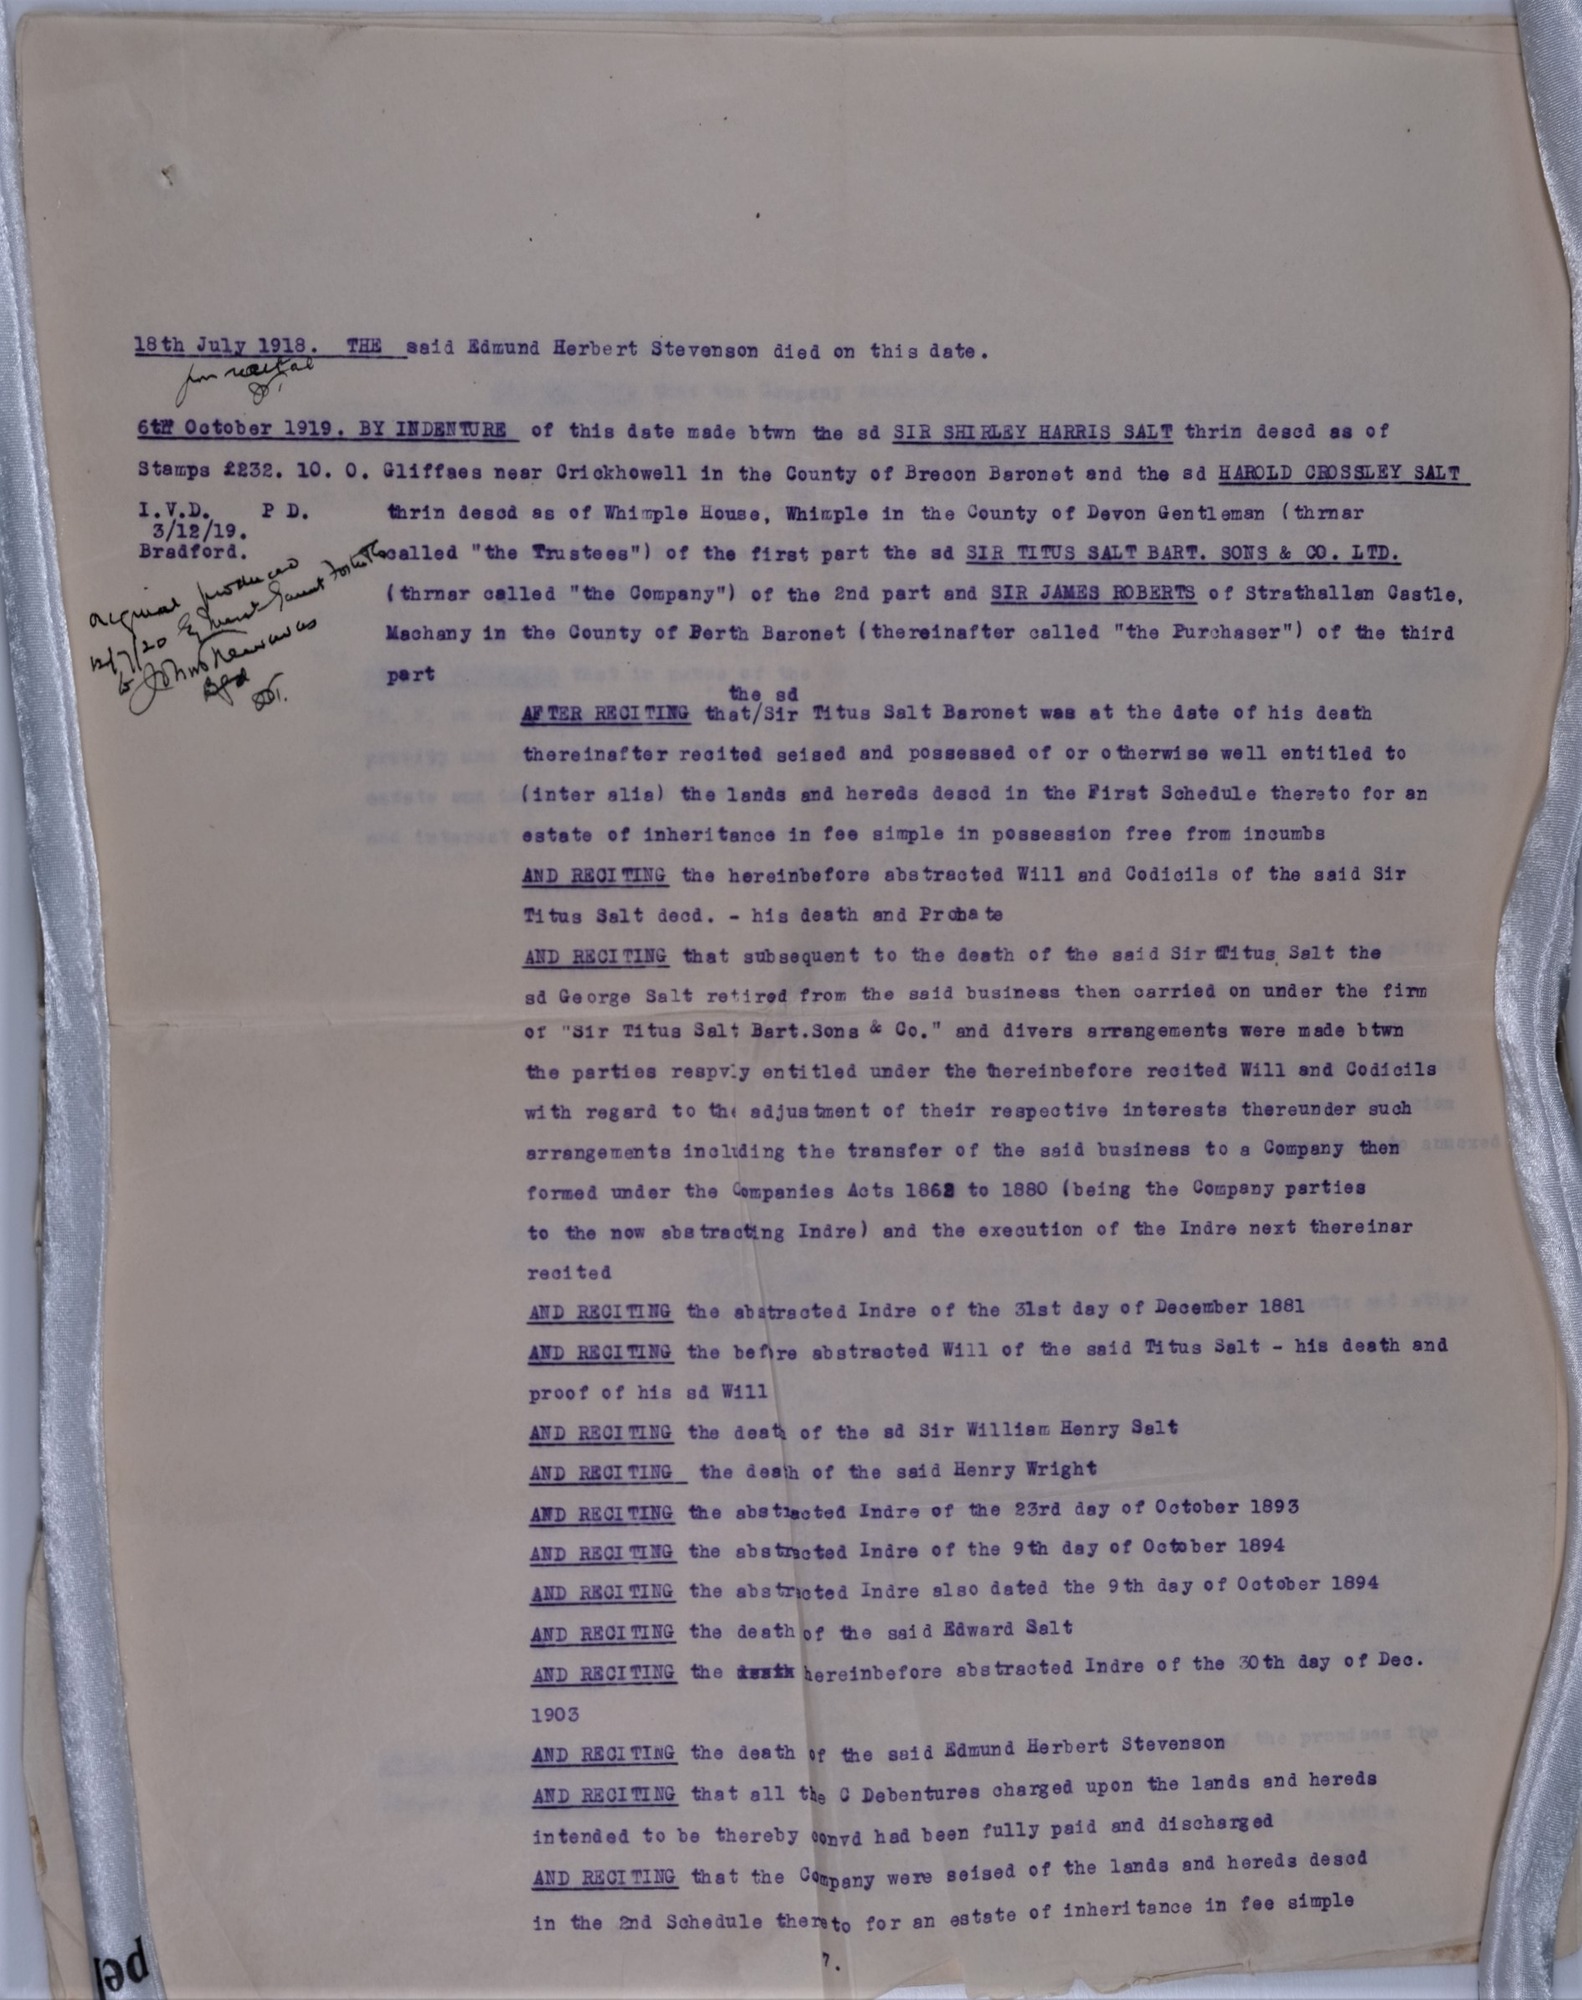 18th July 1918. THE said Edmund Herbert Stevenson died on this date.
6th October 1919. BY INDENTURE of this date made btwn the sd SIR SHIRLEY HARRIS SALT thrin descd as of
Stamps £232. 10. 0. Gliffaes near Crickhowell in the County of Brecon Baronet and the sd HAROLD CROSSLEY SALT
I.V.D. P D. thrin descd as of Whimple House, Whimple in the County of Devon Gentleman (thrnar
3/12/19.
Bradford. called "the Trustees") of the first part the sd SIR TITUS SALT BART. SONS & CO. LTD.
(thrnar called "the Company") of the 2nd part and SIR JAMES ROBERTS of Strathallan Castle,
Machany in the County of Perth Baronet (thereinafter called "the Purchaser") of the third
part
produced
12/7/20
the sd
AFTER RECITING that/Sir Titus Salt Baronet was at the date of his death
thereinafter recited seised and possessed of or otherwise well entitled to
(inter alia) the lands and hereds descd in the First Schedule thereto for an
estate of inheritance in fee simple in possession free from incumbs
AND RECITING the hereinbefore abstracted Will and Codicils of the said Sir
Titus Salt decd. - his death and Probate
AND RECITING that subsequent to the death of the said Sir Titus Salt the
sd George Salt retired from the said business then carried on under the firm
of "Sir Titus Salt Bart.Sons & Co." and divers arrangements were made btwn
the parties respvly entitled under the hereinbefore recited Will and Codicils
with regard to the adjustment of their respective interests thereunder such
arrangements including the transfer of the said business to a Company then
formed under the Companies Acts 1862 to 1880 (being the Company parties
to the now abstracting Indre) and the execution of the Indre next thereinar
recited
AND RECITING the abstracted Indre of the 31st day of December 1881
AND RECITING the before abstracted Will of the said Titus Salt - his death and
proof of his sd Will
AND RECITING the death of the sd Sir William Henry Salt
AND RECITING the death of the said Henry Wright
AND RECITING the abstracted Indre of the 23rd day of October 1893
AND RECITING the abstracted Indre of the 9th day of October 1894
AND RECITING the abstracted Indre also dated the 9th day of October 1894
AND RECITING the death of the said Edward Salt
AND RECITING the death hereinbefore abstracted Indre of the 30th day of Dec.
1903
AND RECITING the death of the said Edmund Herbert Stevenson
AND RECITING that all the C Debentures charged upon the lands and hereds
intended to be thereby convd had been fully paid and discharged
AND RECITING that the Company were seised of the lands and hereds descd
in the 2nd Schedule thereto for an estate of inheritance in fee simple
7.